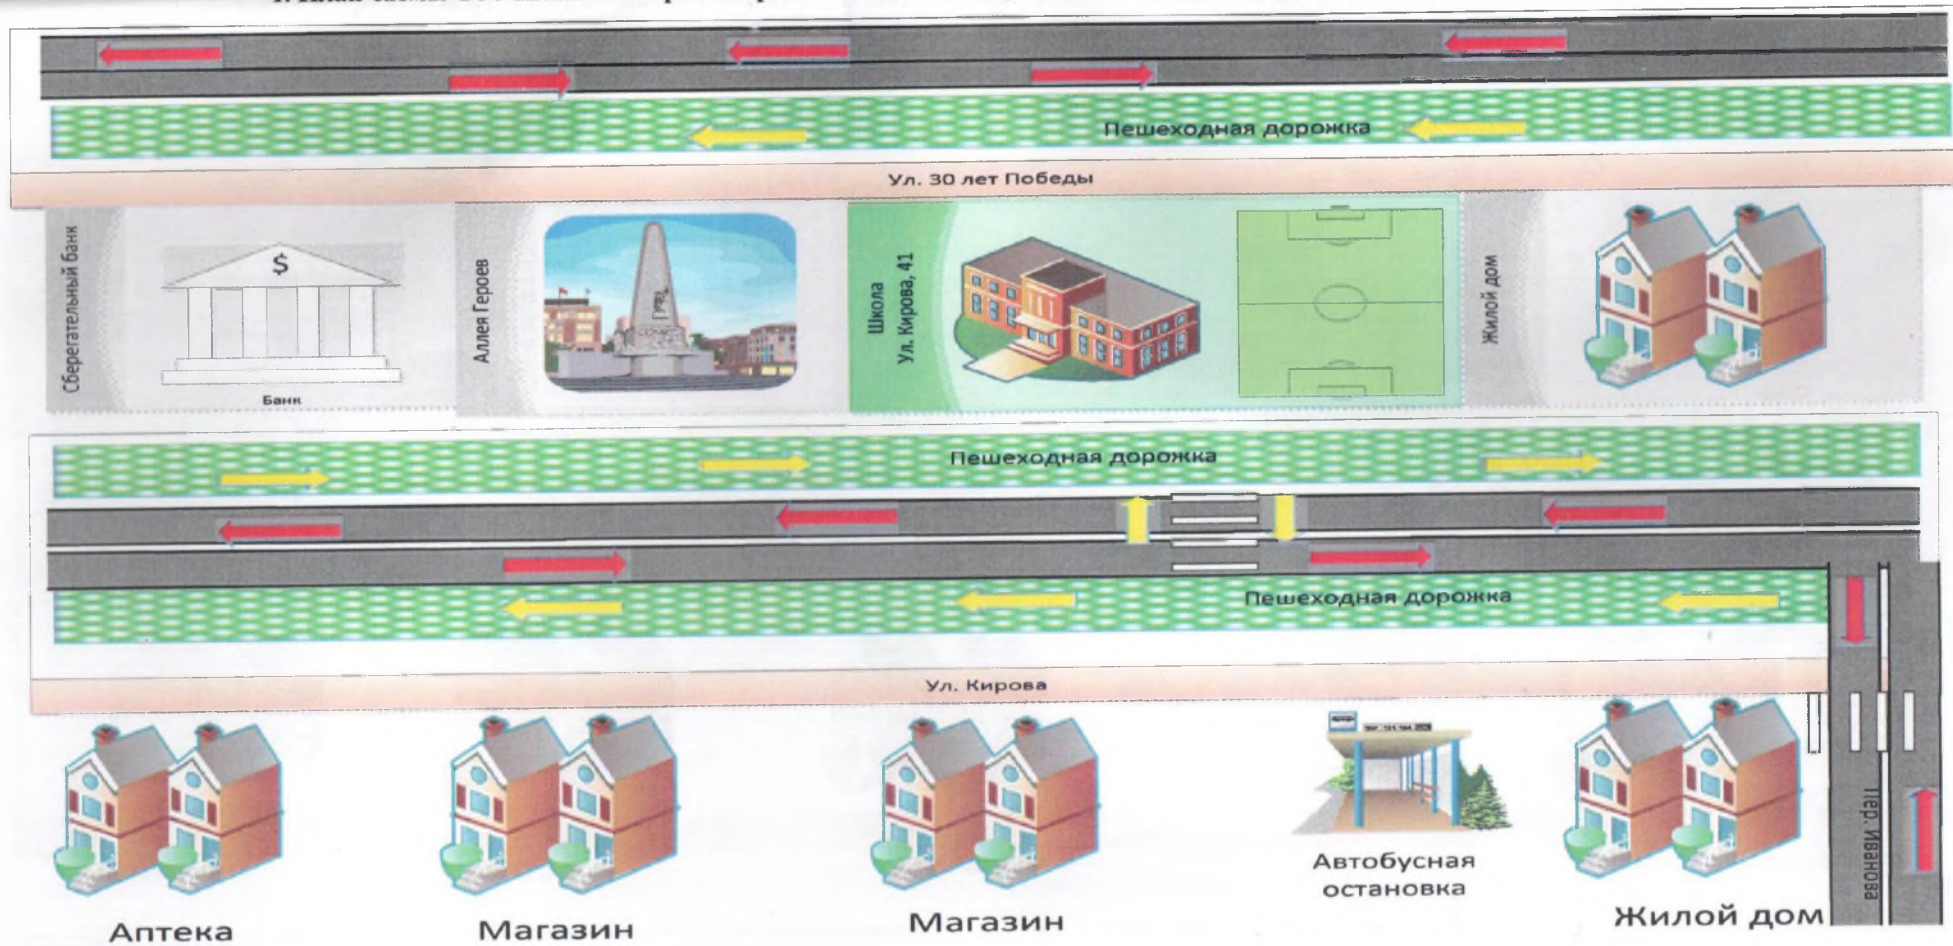 Пешеходная дорожка
Ул. 30 лет Победы
Сберегательный банк
$
Банк
Аллея Героев
Школа
Ул. Кирова, 41
Жилой дом
Пешеходная дорожка
Пешеходная дорожка
Ул. Кирова
Пер. Иванова
Автобусная
остановка
Аптека
Магазин
Магазин
Жилой дом